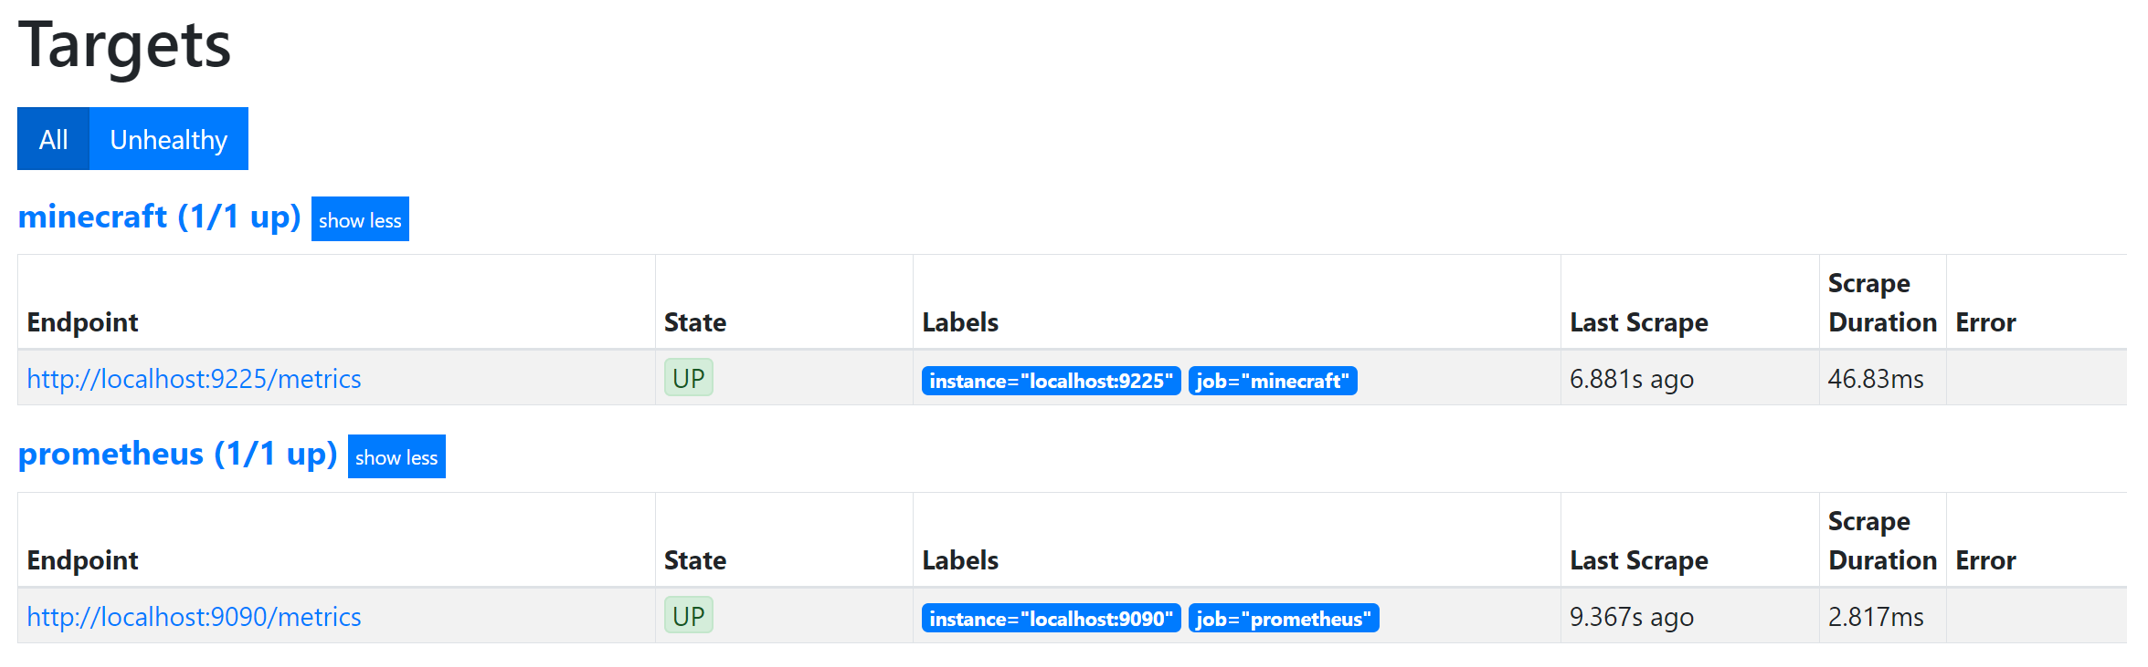 Targets
All Unhealthy
minecraft (1/1 up) show less
Endpoint State Labels Last Scrape Scrape Duration Error
http://localhost:9225/metrics UP instance="localhost:9225" job="minecraft" 6.881s ago 46.83ms
prometheus (1/1 up) show less
Endpoint State Labels Last Scrape Scrape Duration Error
http://localhost:9090/metrics UP instance="localhost:9090" job="prometheus" 9.367s ago 2.817ms